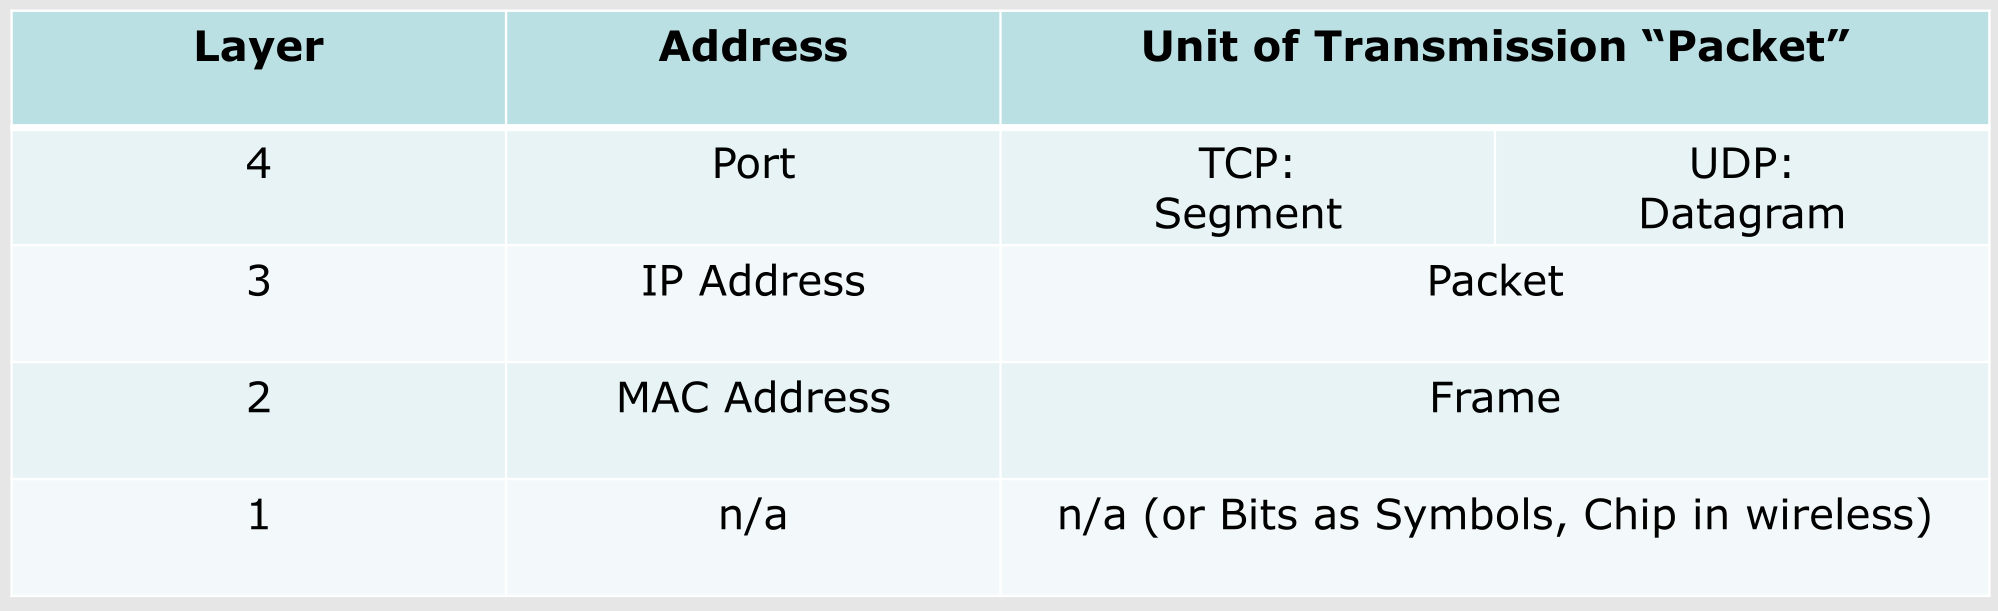 Layer Address Unit of Transmission “Packet”
4 Port TCP: UDP:
Segment Datagram
3 IP Address Packet
2 MAC Address Frame
1 n/a n/a (or Bits as Symbols, Chip in wireless)